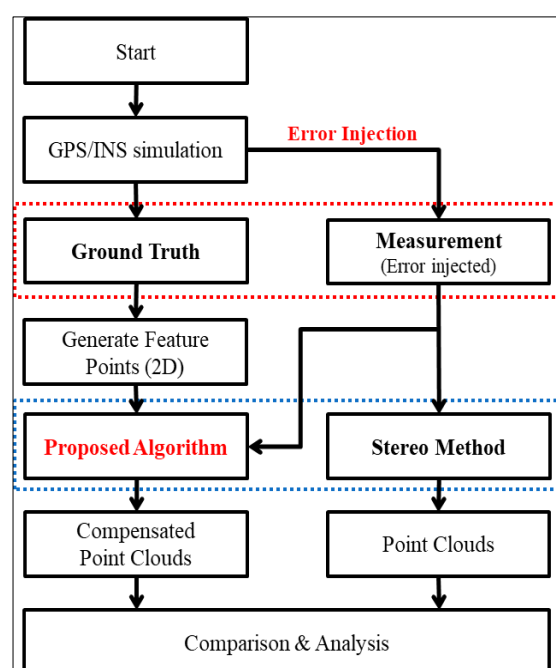 Start
GPS/INS simulation
Error Injection
Ground Truth
Measurement
(Error injected)
Generate Feature
Points (2D)
Proposed Algorithm
Stereo Method
Compensated
Point Clouds
Point Clouds
Comparison & Analysis